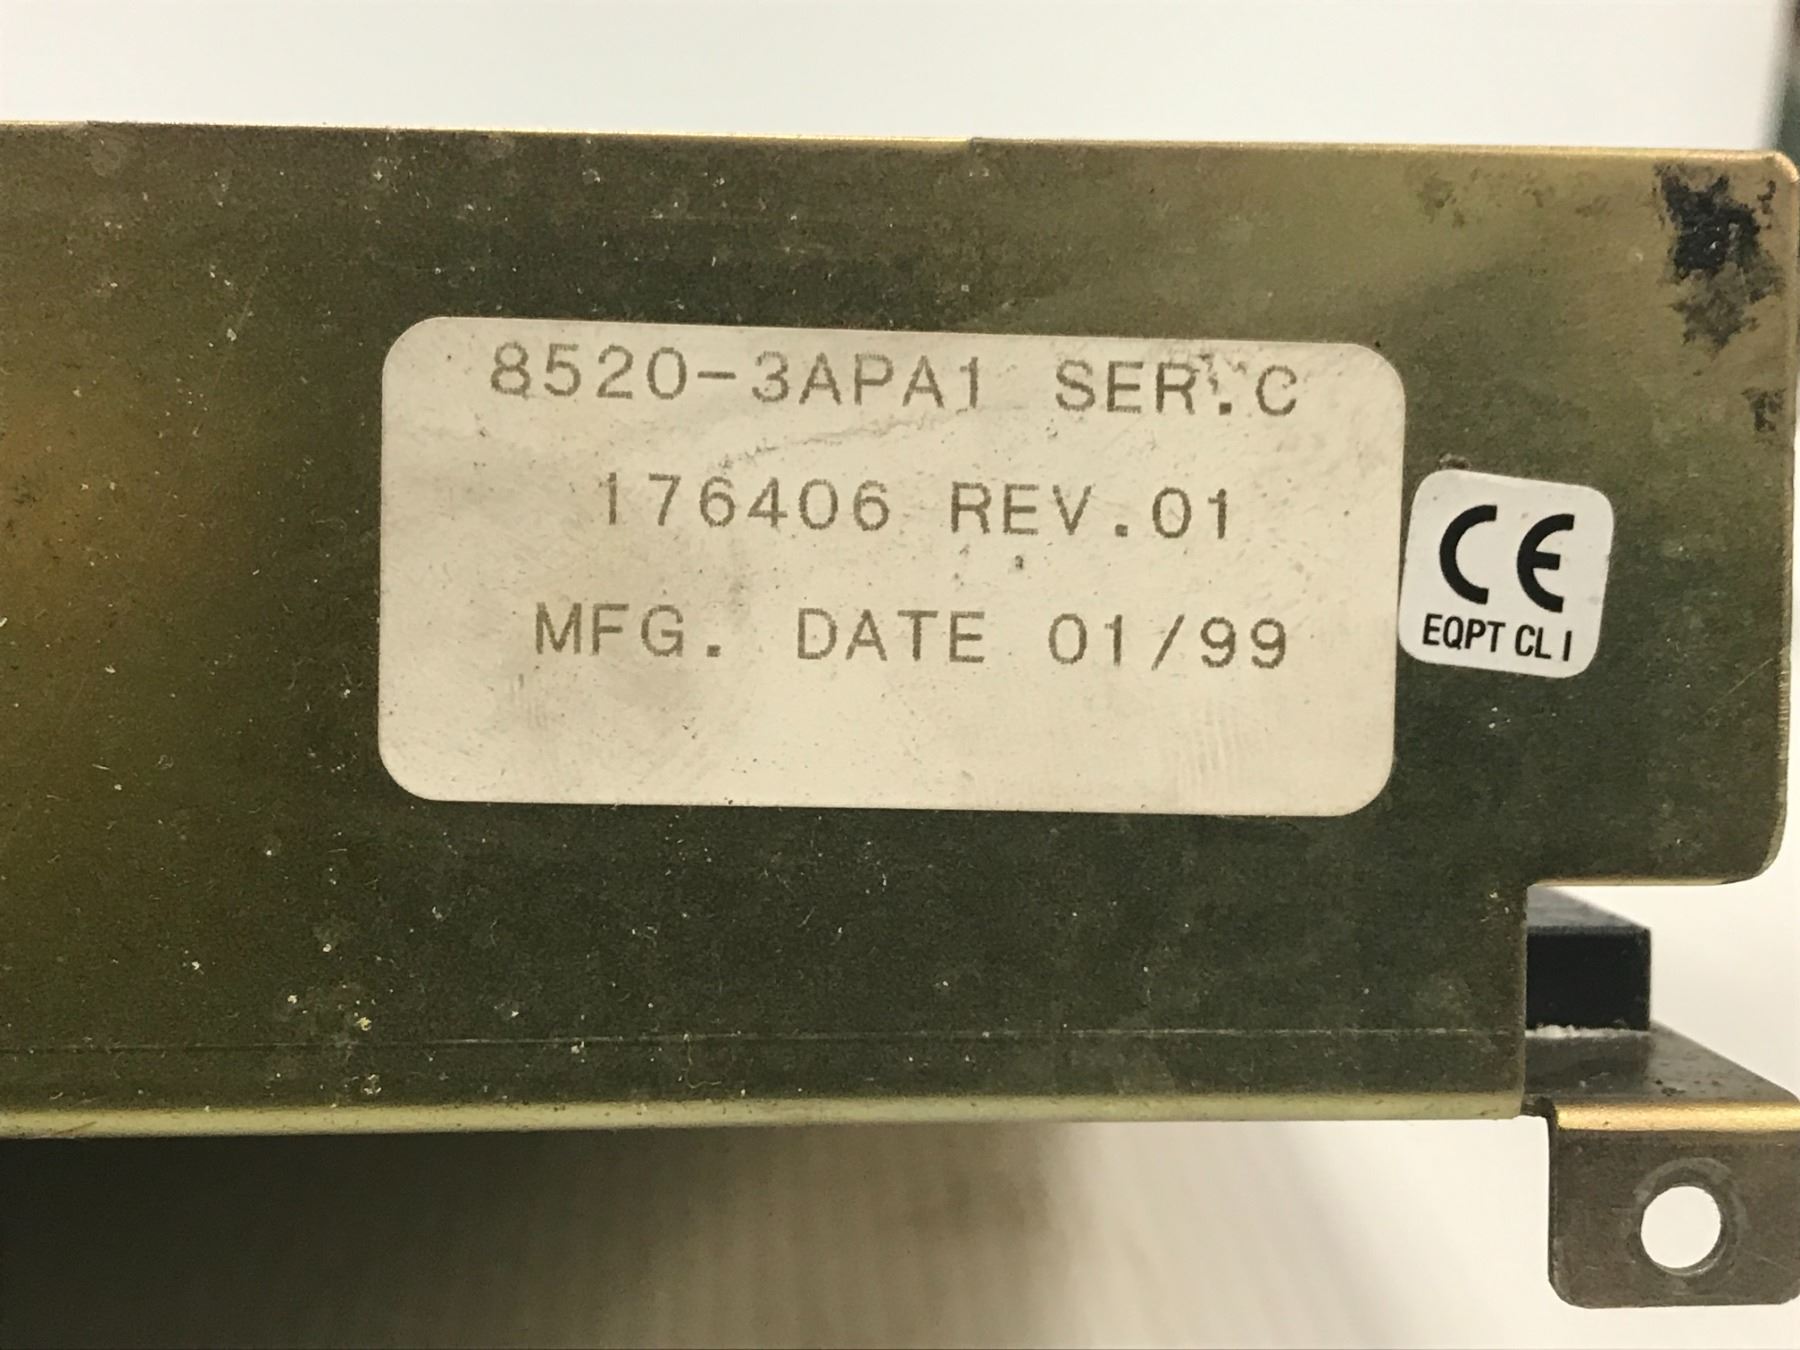 8520-3APA1 SER.C
176406 REV.01
MFG. DATE 01/99
CE
EQPT CL I